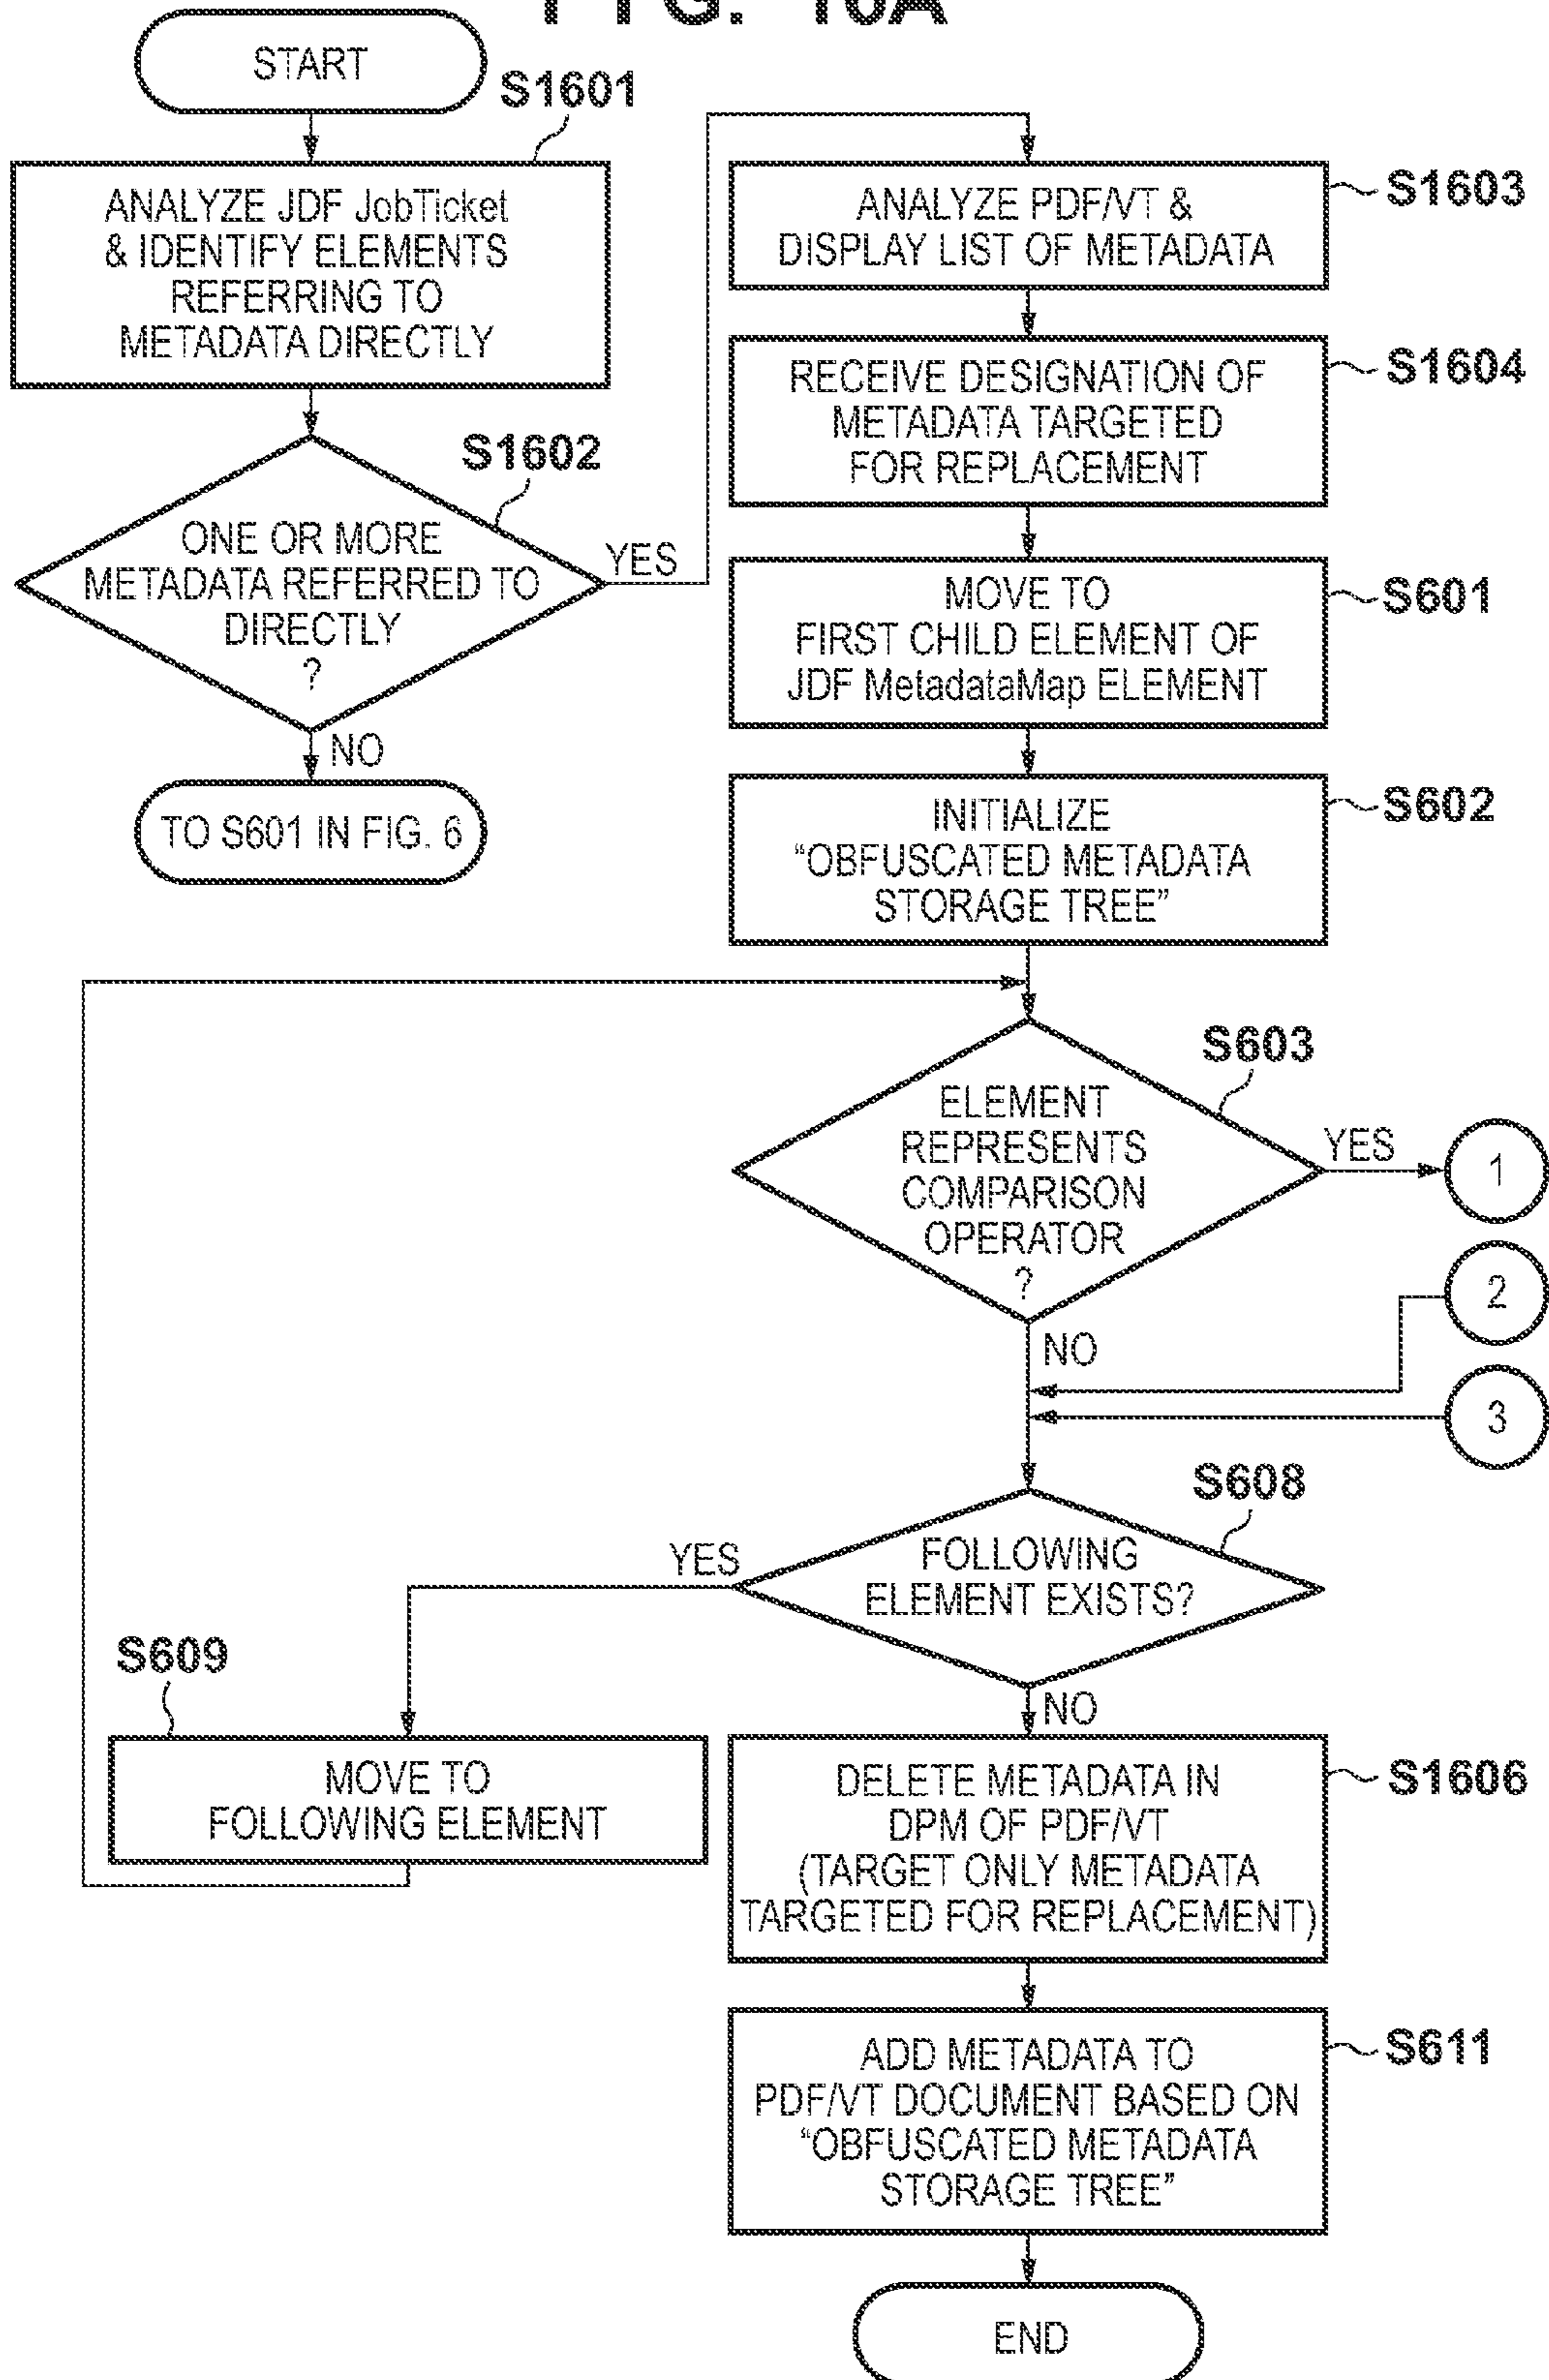 FIG. 16A
START
S1601
ANALYZE JDF JobTicket
& IDENTIFY ELEMENTS
REFERRING TO
METADATA DIRECTLY
S1602
ONE OR MORE
METADATA REFERRED TO
DIRECTLY
?
YES
NO
TO S601 IN FIG. 6
ANALYZE PDF/VT &
DISPLAY LIST OF METADATA
S1603
RECEIVE DESIGNATION OF
METADATA TARGETED
FOR REPLACEMENT
S1604
MOVE TO
FIRST CHILD ELEMENT OF
JDF MetadataMap ELEMENT
S601
INITIALIZE
“OBFUSCATED METADATA
STORAGE TREE”
S602
S603
ELEMENT
REPRESENTS
COMPARISON
OPERATOR
?
YES
1
2
NO
3
S608
FOLLOWING
ELEMENT EXISTS?
YES
S609
MOVE TO
FOLLOWING ELEMENT
NO
DELETE METADATA IN
DPM OF PDF/VT
(TARGET ONLY METADATA
TARGETED FOR REPLACEMENT)
S1606
ADD METADATA TO
PDF/VT DOCUMENT BASED ON
“OBFUSCATED METADATA
STORAGE TREE”
S611
END